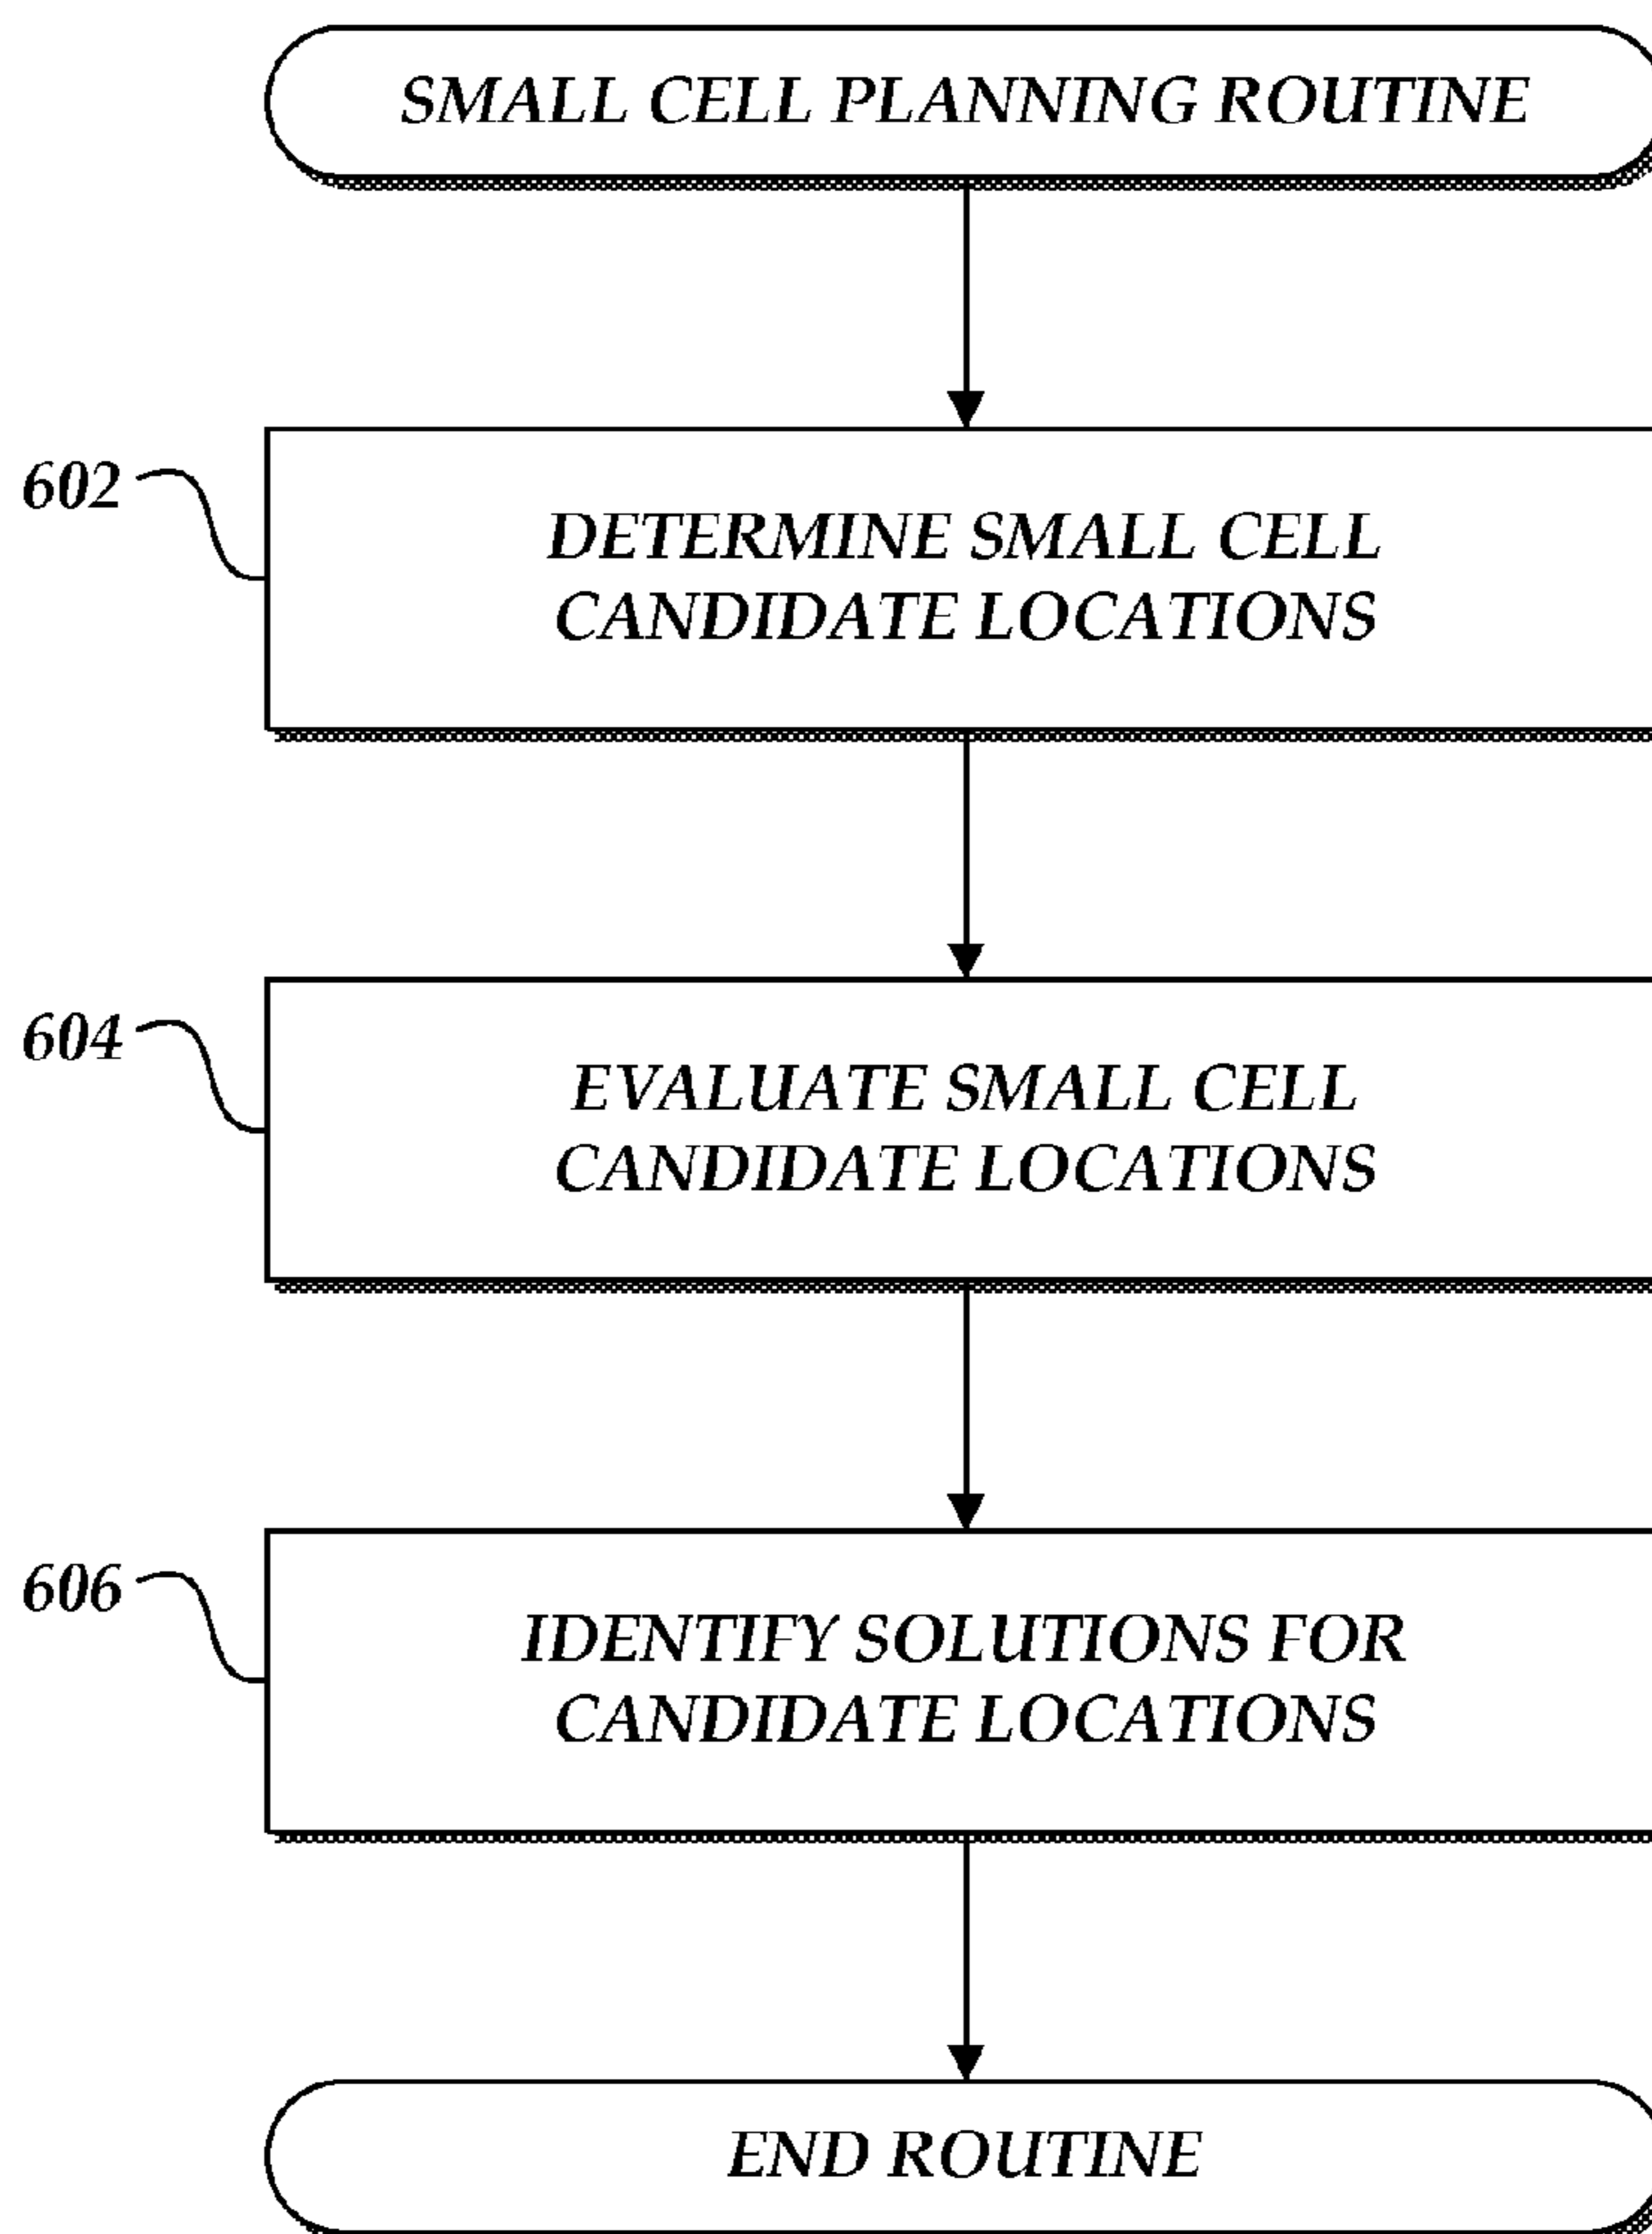 SMALL CELL PLANNING ROUTINE
602
DETERMINE SMALL CELL
CANDIDATE LOCATIONS
604
EVALUATE SMALL CELL
CANDIDATE LOCATIONS
606
IDENTIFY SOLUTIONS FOR
CANDIDATE LOCATIONS
END ROUTINE